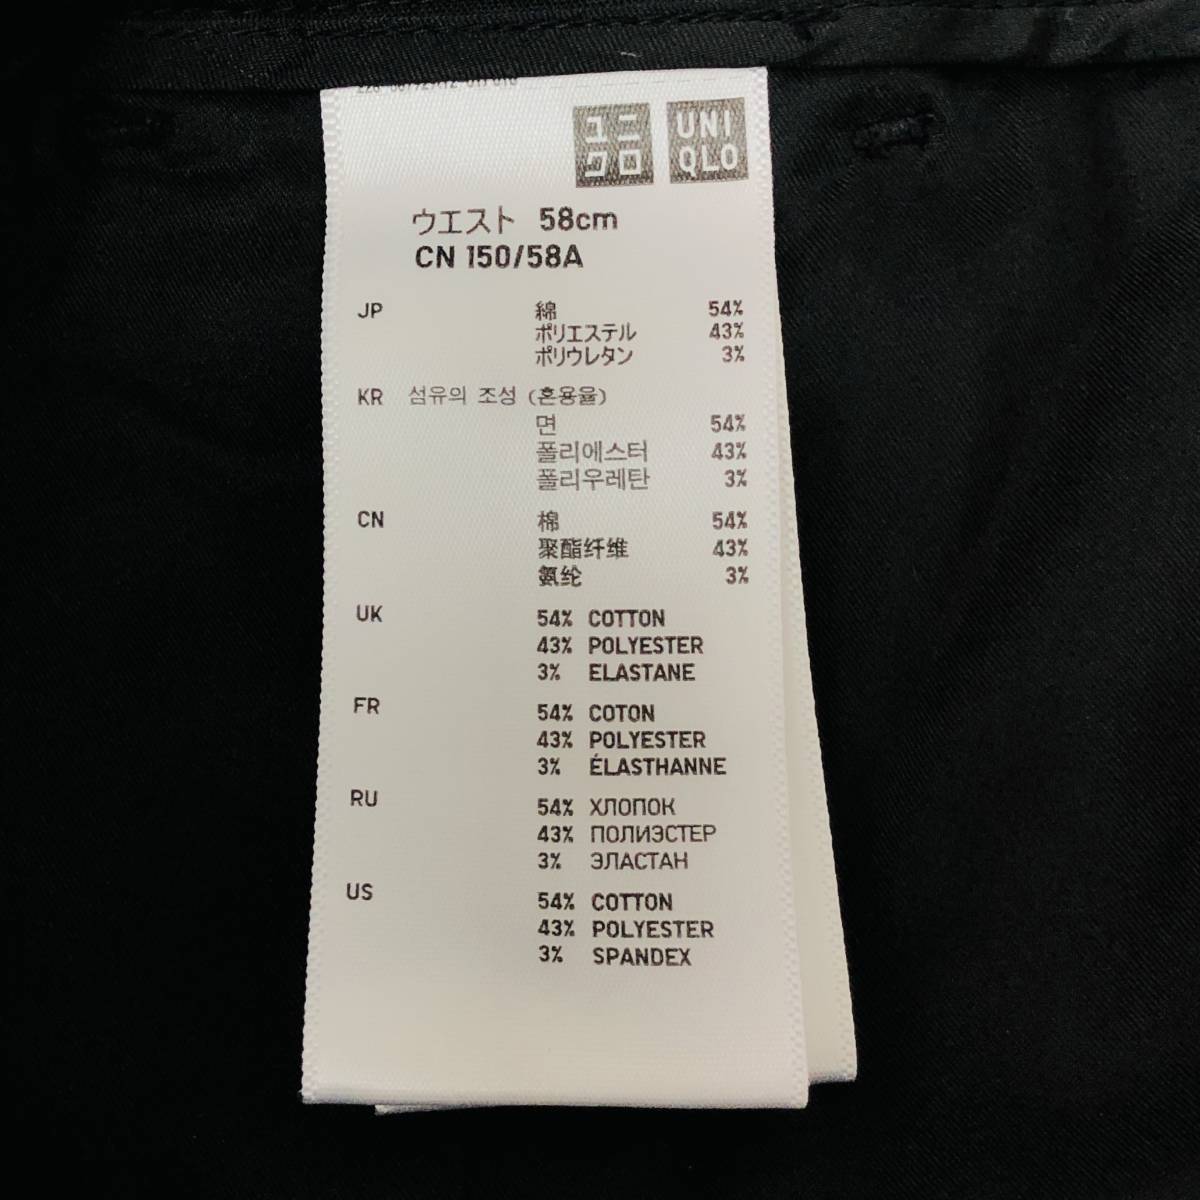 ユニ
クロ
UNI
QLO
ウエスト 58cm
CN 150/58A
JP 綿 54%
ポリエステル 43%
ポリウレタン 3%
KR 섬유의 조성 (혼용율)
면 54%
폴리에스터 43%
폴리우레탄 3%
CN 棉 54%
聚酯纤维 43%
氨纶 3%
UK 54% COTTON
43% POLYESTER
3% ELASTANE
FR 54% COTON
43% POLYESTER
3% ÉLASTHANNE
RU 54% ХЛОПОК
43% ПОЛИЭСТЕР
3% ЭЛАСТАН
US 54% COTTON
43% POLYESTER
3% SPANDEX